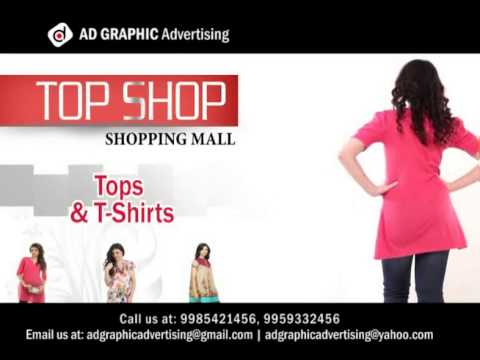 AD GRAPHIC Advertising
TOP SHOP
SHOPPING MALL
Tops
& T-Shirts
Call us at: 9985421456, 9959332456
Email us at: adgraphicadvertising@gmail.com | adgraphicadvertising@yahoo.com